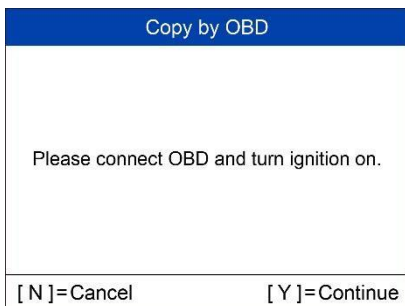 Copy by OBD
Please connect OBD and turn ignition on.
[ N ]=Cancel [ Y ]=Continue